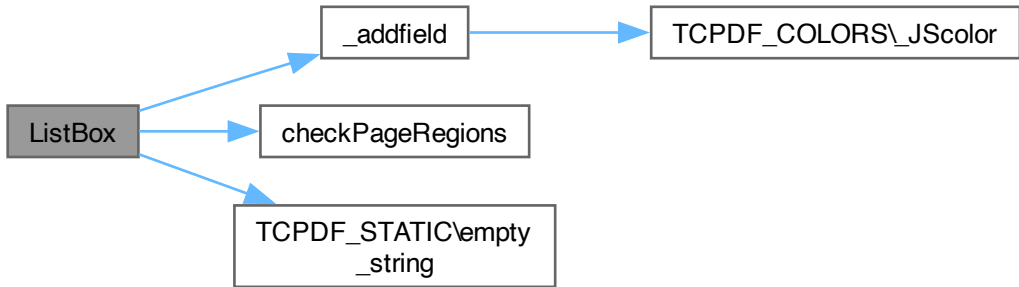 _addfield
TCPDF_COLORS\_JScolor
ListBox
checkPageRegions
TCPDF_STATIC\empty
_string